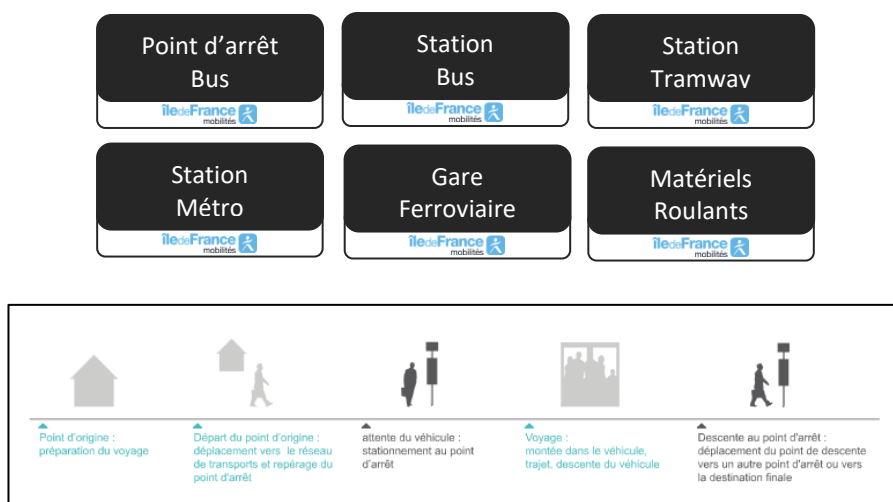 Point d’arrêt
Bus
îledeFrance
mobilités
Station
Bus
îledeFrance
mobilités
Station
Tramwav
îledeFrance
mobilités
Station
Métro
îledeFrance
mobilités
Gare
Ferroviaire
îledeFrance
mobilités
Matériels
Roulants
îledeFrance
mobilités
Point d'origine :
préparation du voyage
Départ du point d'origine :
déplacement vers le réseau
de transports et repérage du
point d'arrêt
attente du véhicule :
stationnement au point
d'arrêt
Voyage :
montée dans le véhicule,
trajet, descente du véhicule
Descente au point d'arrêt :
déplacement du point de descente
vers un autre point d'arrêt ou vers
la destination finale